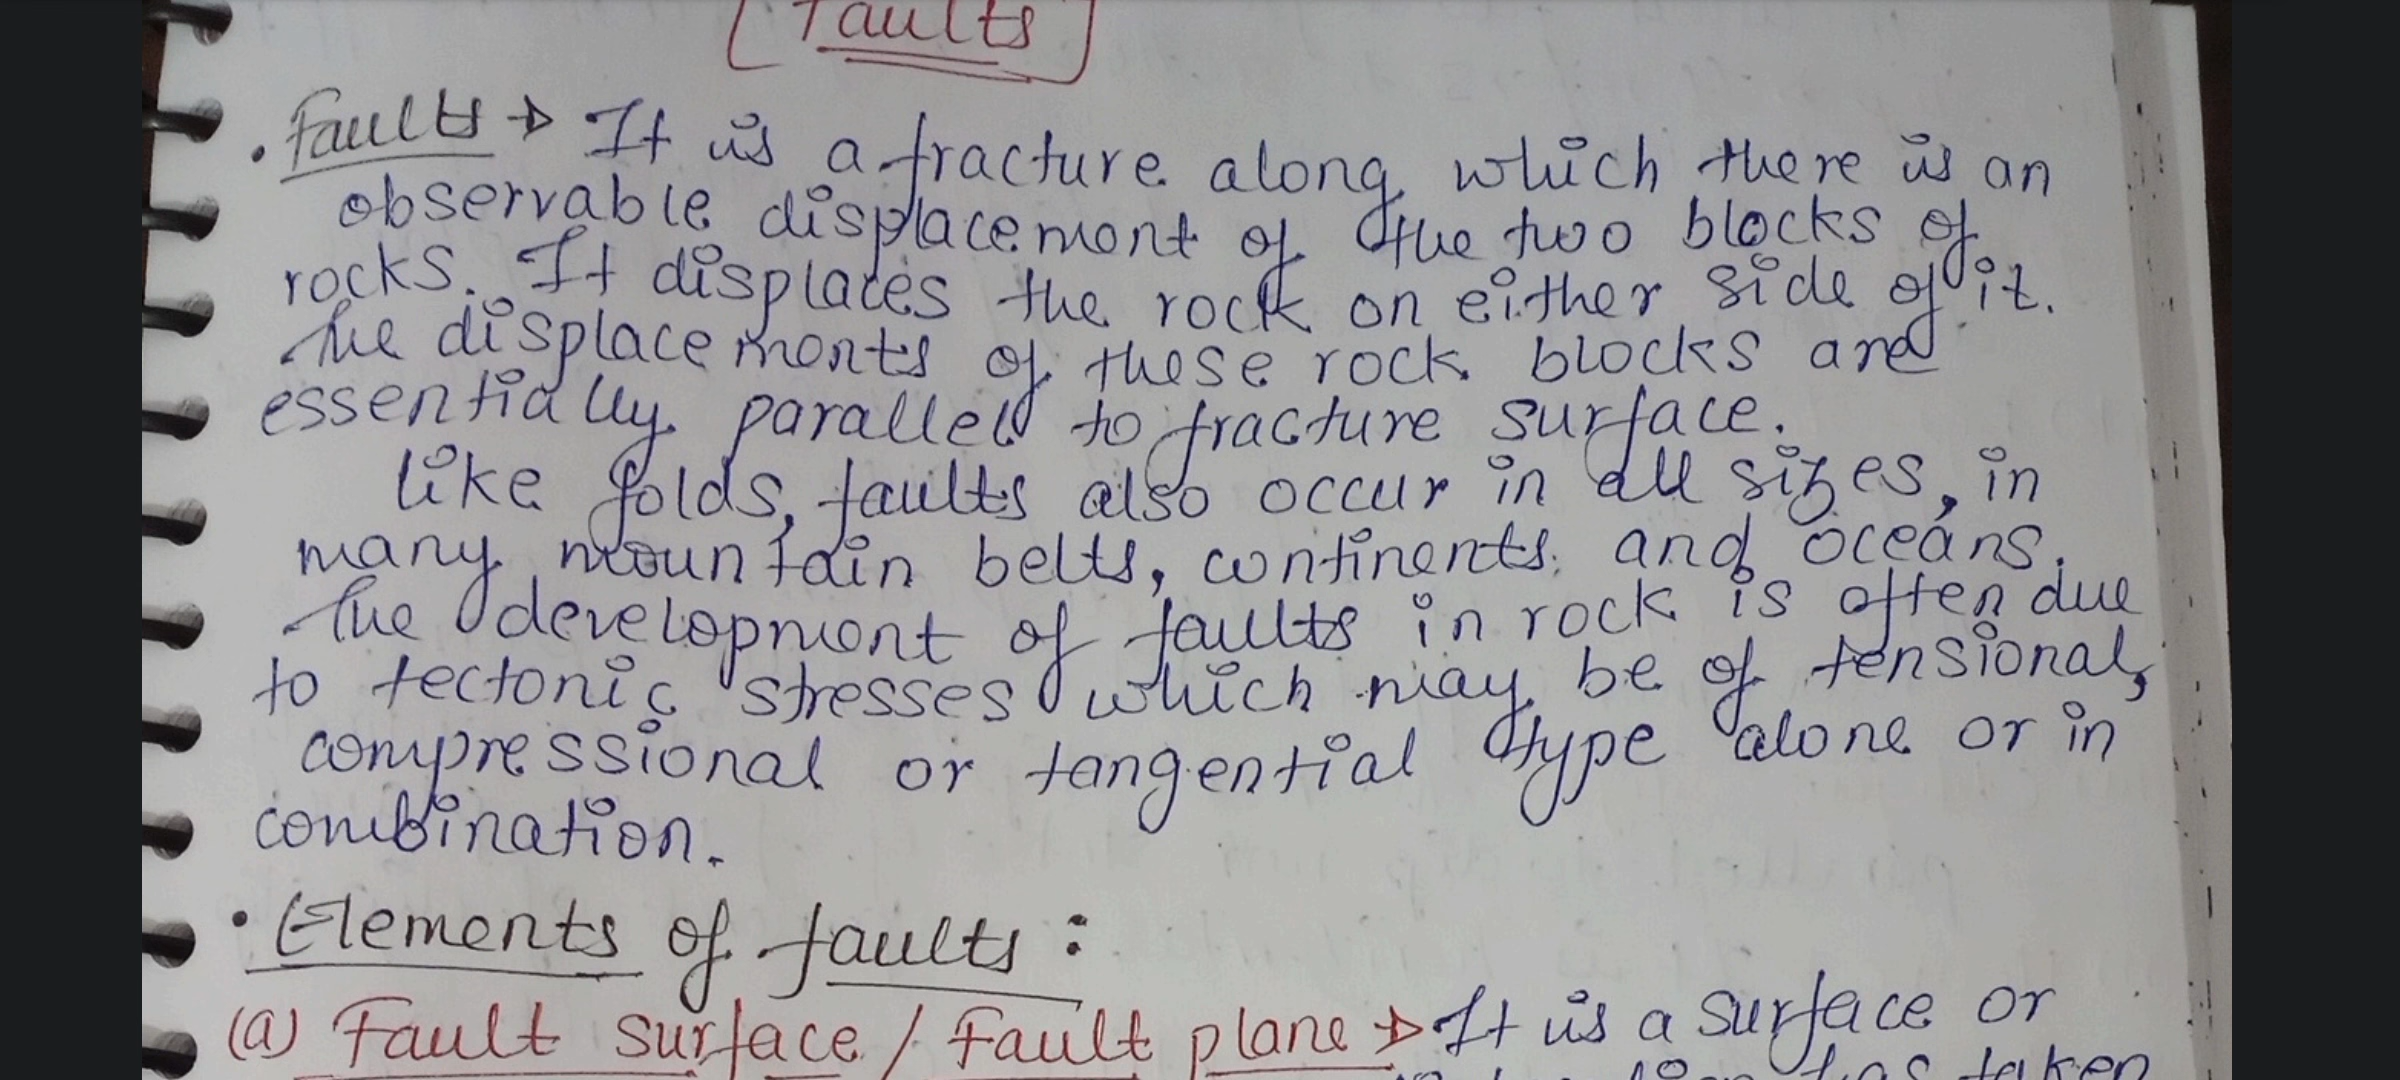 Faults
• Faults → It is a fracture along which there is an
observable displacement of the two blocks of
rocks. It displaces the rock on either side of it.
The displacements of these rock blocks are
essentially parallel to fracture surface.
like folds, faults also occur in all sizes, in
many mountain belts, continents and oceans.
The development of faults in rock is often due
to tectonic stresses which may be of tensional,
compressional or tangential type alone or in
combination.
• Elements of faults :
(a) Fault surface / Fault plane → It is a surface or
has taken